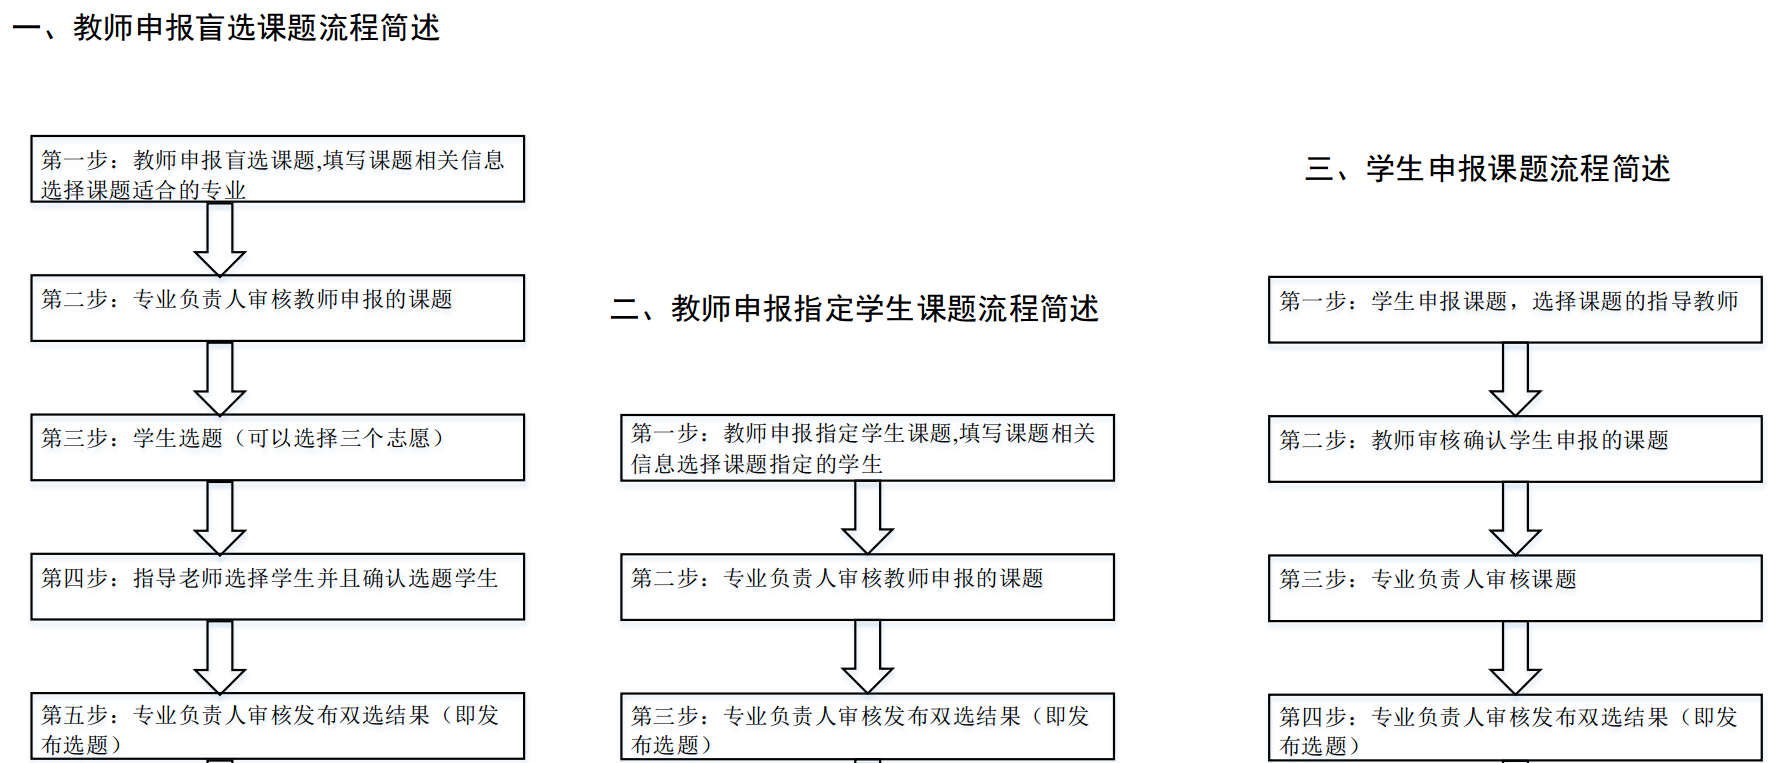 一、教师申报盲选课题流程简述
第一步：教师申报盲选课题,填写课题相关信息
选择课题适合的专业
第二步：专业负责人审核教师申报的课题
第三步：学生选题（可以选择三个志愿）
第四步：指导老师选择学生并且确认选题学生
第五步：专业负责人审核发布双选结果（即发
布选题）
二、教师申报指定学生课题流程简述
第一步：教师申报指定学生课题,填写课题相关
信息选择课题指定的学生
第二步：专业负责人审核教师申报的课题
第三步：专业负责人审核发布双选结果（即发
布选题）
三、学生申报课题流程简述
第一步：学生申报课题，选择课题的指导教师
第二步：教师审核确认学生申报的课题
第三步：专业负责人审核课题
第四步：专业负责人审核发布双选结果（即发
布选题）